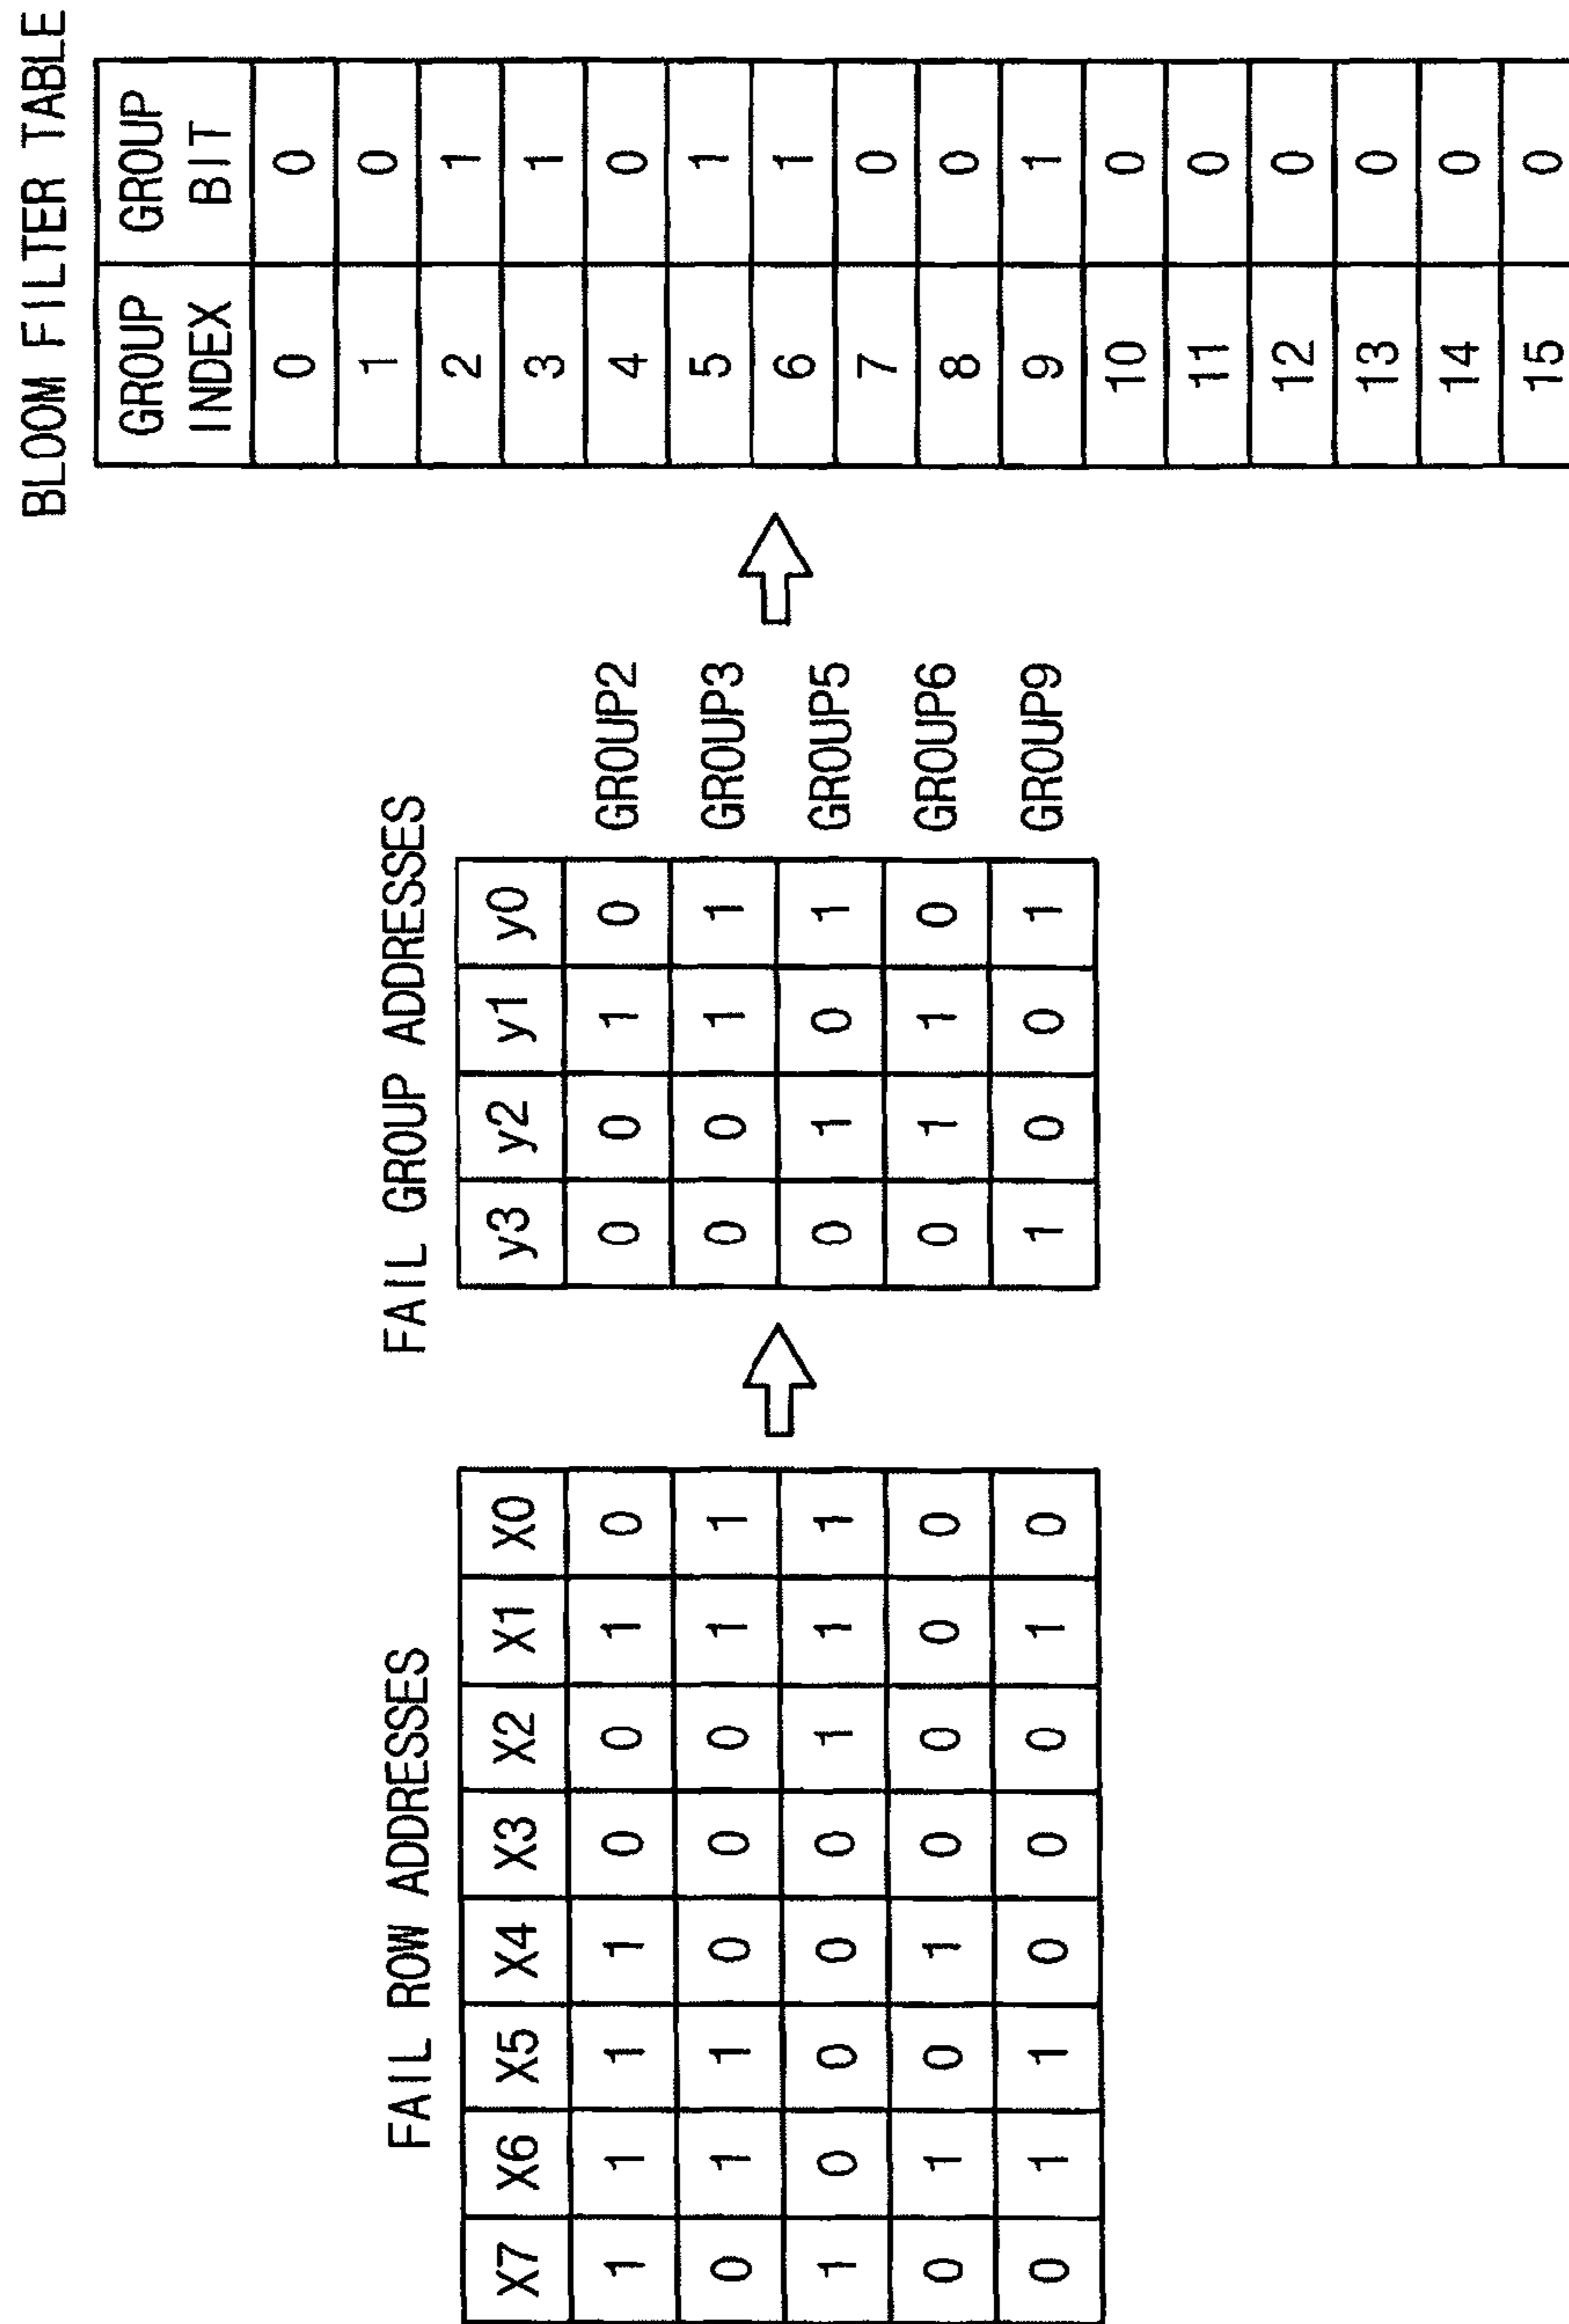 FAIL ROW ADDRESSES
X7 X6 X5 X4 X3 X2 X1 X0
1 1 1 1 0 0 1 0
0 1 1 0 0 0 1 1
1 0 0 0 0 1 1 1
0 1 0 1 0 0 0 0
0 1 1 0 0 0 1 0
FAIL GROUP ADDRESSES
y3 y2 y1 y0
0 0 1 0 GROUP2
0 0 1 1 GROUP3
0 1 0 1 GROUP5
0 1 1 0 GROUP6
1 0 0 1 GROUP9
BLOOM FILTER TABLE
GROUP GROUP
INDEX BIT
0 0
1 0
2 1
3 1
4 0
5 1
6 1
7 0
8 0
9 1
10 0
11 0
12 0
13 0
14 0
15 0